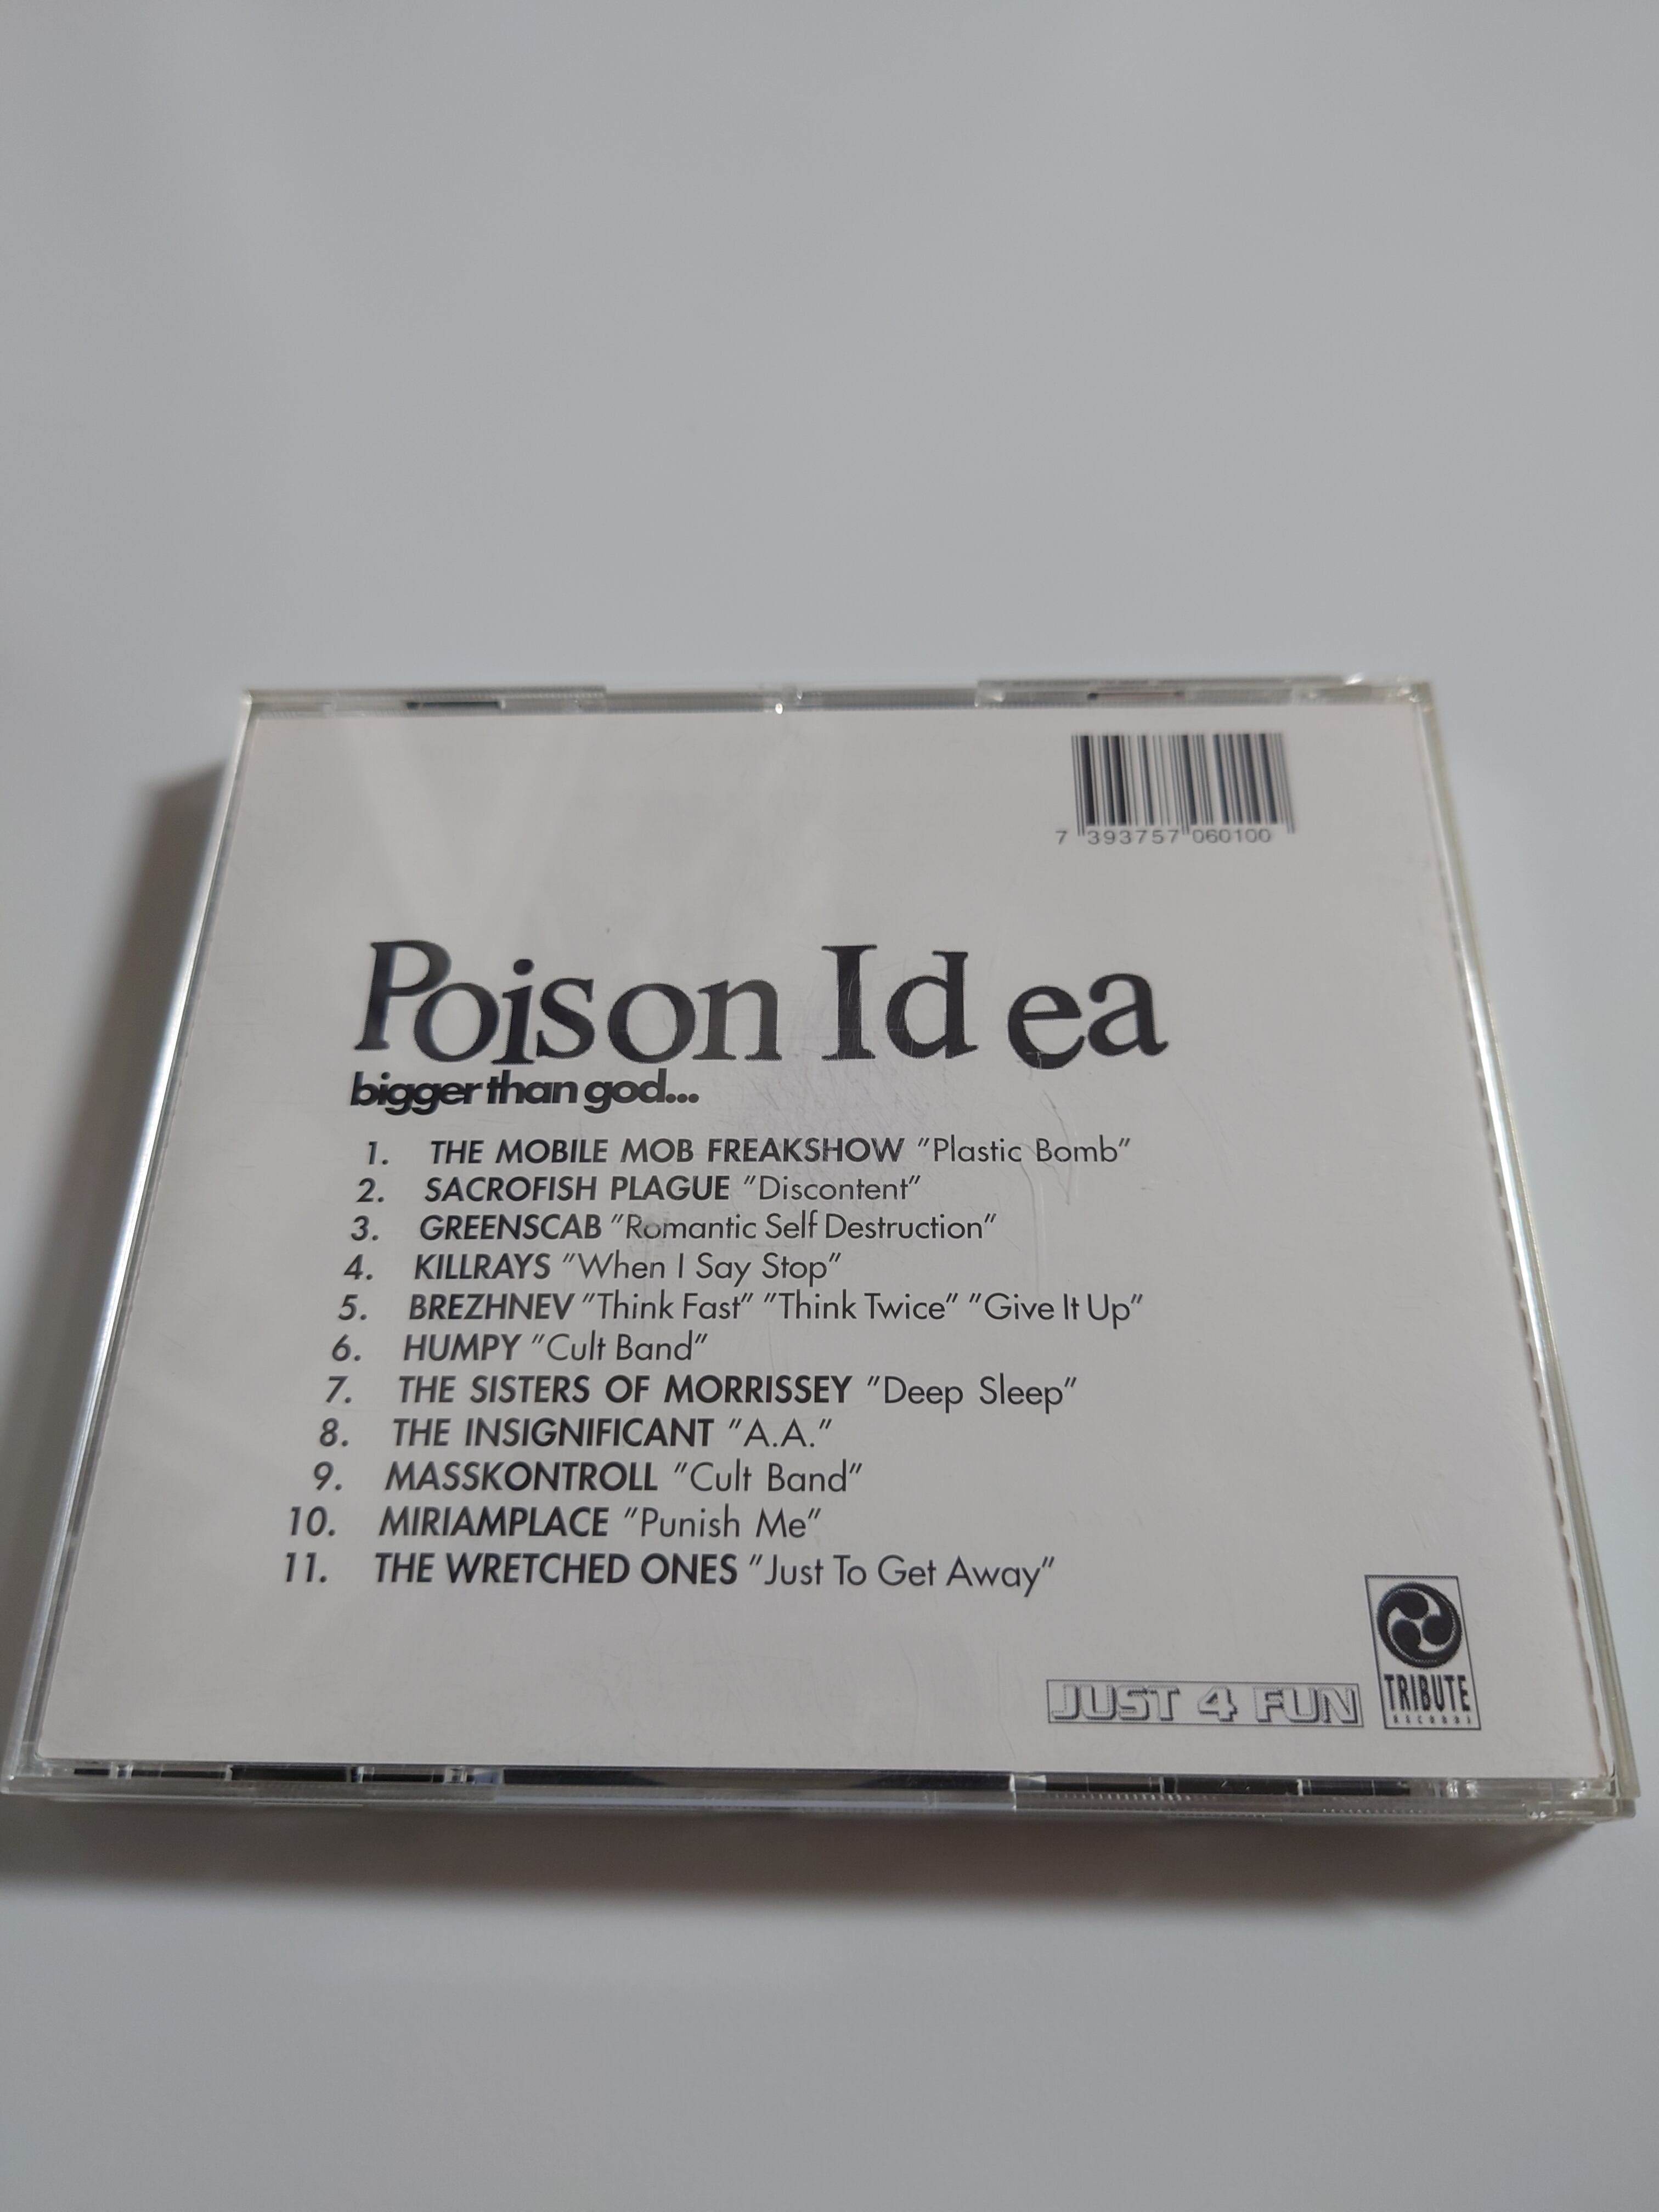 7 393757 060100
Poison Idea
bigger than god...
1. THE MOBILE MOB FREAKSHOW "Plastic Bomb"
2. SACROFISH PLAGUE "Discontent"
3. GREENSCAB "Romantic Self Destruction"
4. KILLRAYS "When I Say Stop"
5. BREZHNEV "Think Fast" "Think Twice" "Give It Up"
6. HUMPY "Cult Band"
7. THE SISTERS OF MORRISSEY "Deep Sleep"
8. THE INSIGNIFICANT "A.A."
9. MASSKONTROLL "Cult Band"
10. MIRIAMPLACE "Punish Me"
11. THE WRETCHED ONES "Just To Get Away"
JUST 4 FUN
TRIBUTE
RECORDS